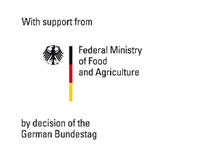 With support from
Federal Ministry
of Food
and Agriculture
by decision of the
German Bundestag